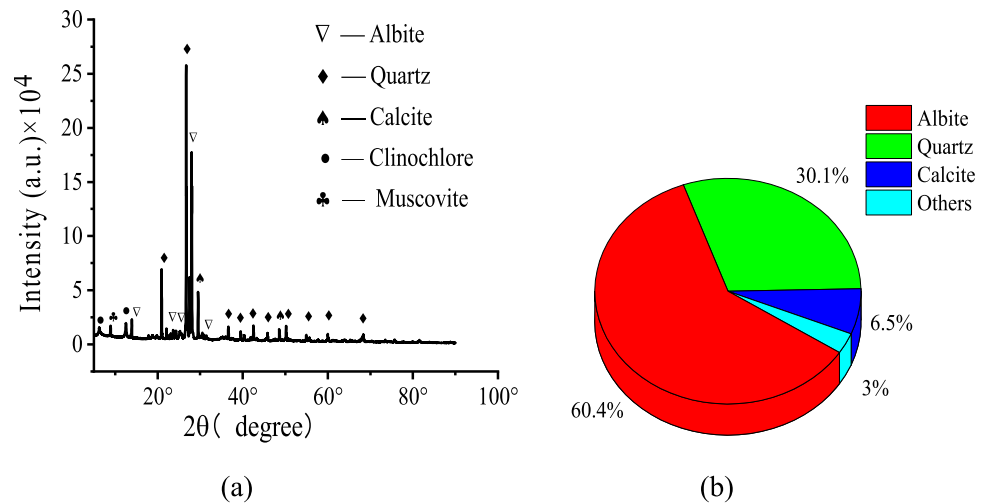 30
25
20
15
10
5
0
Intensity (a.u.)×10⁴
▽ — Albite
♦ — Quartz
♠ — Calcite
● — Clinochlore
♣ — Muscovite
20° 40° 60° 80° 100°
2θ( degree)
(a)
Albite
Quartz
Calcite
Others
30.1%
6.5%
3%
60.4%
(b)